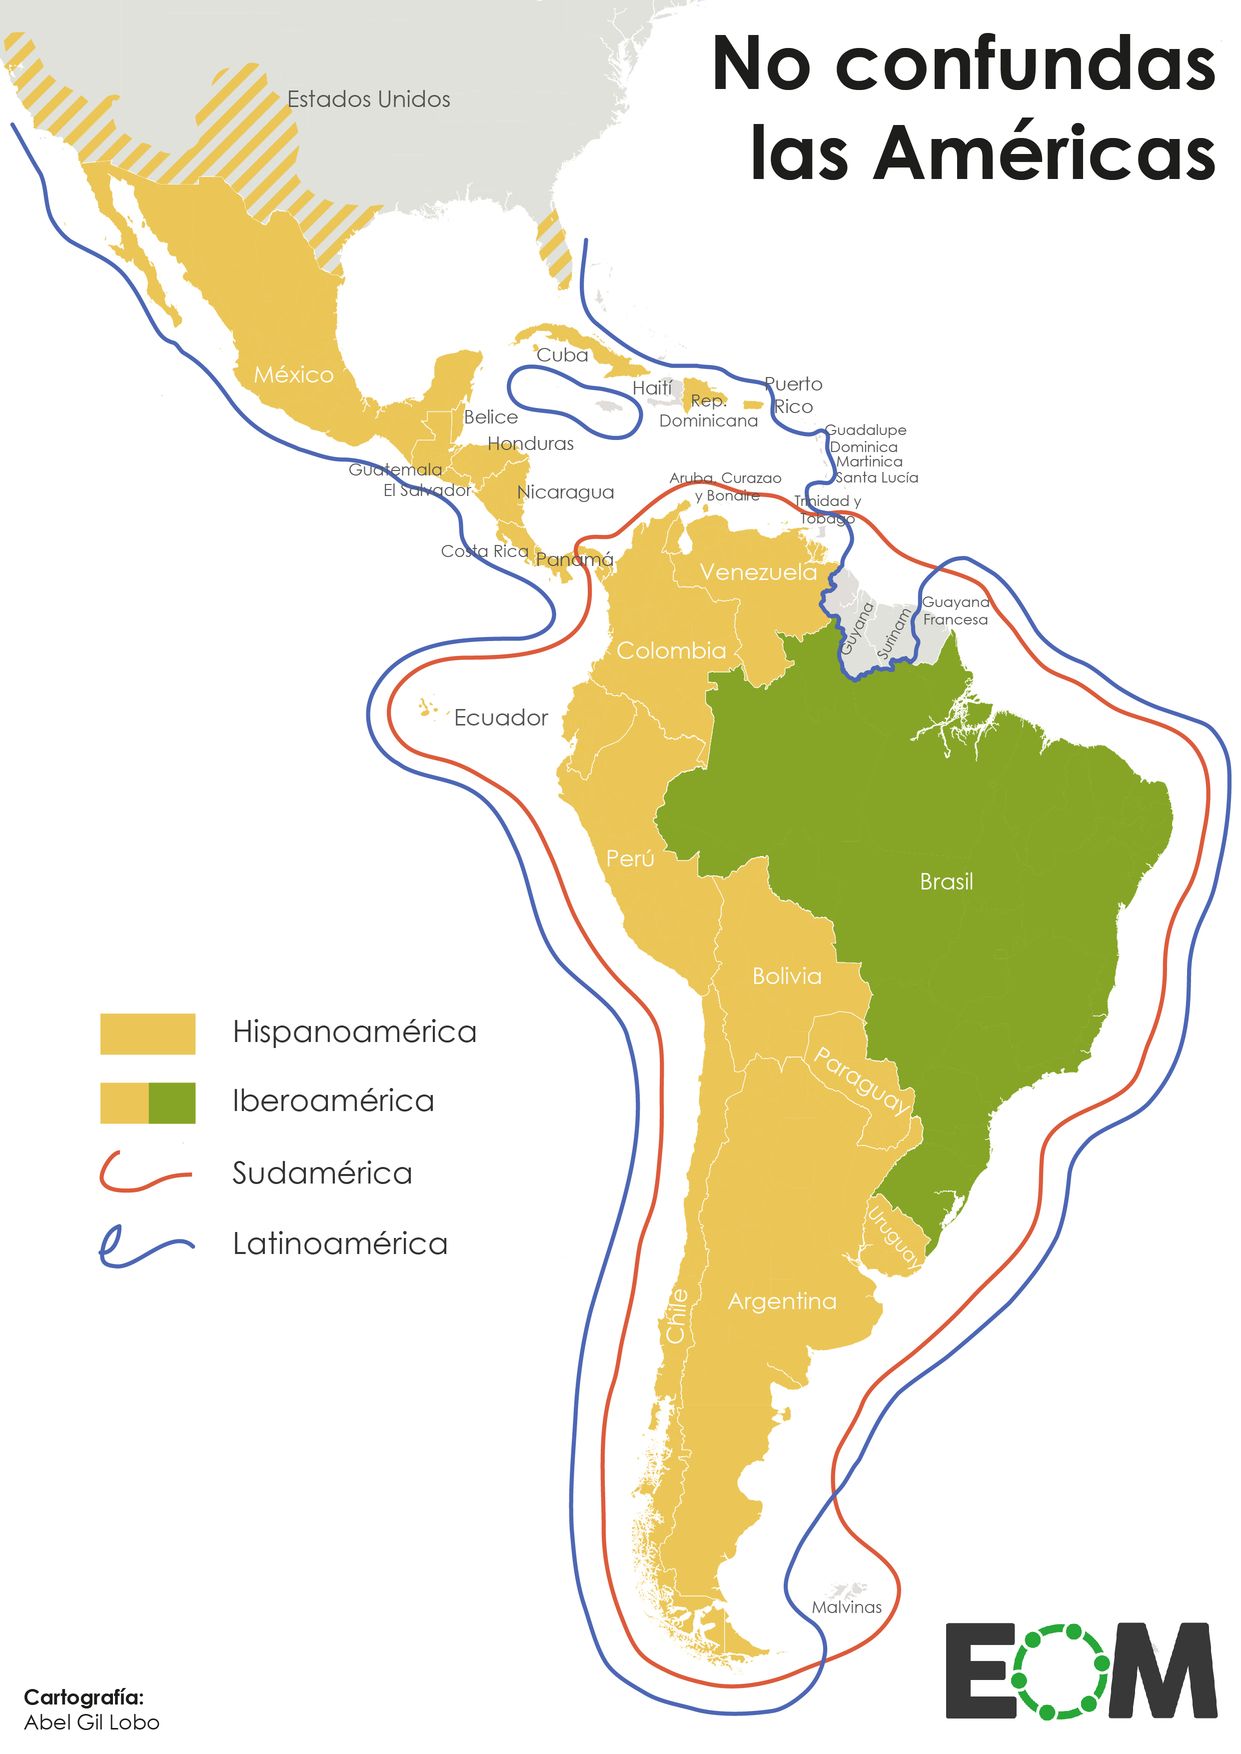 No confundas
las Américas
Estados Unidos
México
Cuba
Haití
Rep.
Dominicana
Puerto
Rico
Belice
Honduras
Guatemala
El Salvador
Nicaragua
Costa Rica
Panamá
Guadalupe
Dominica
Martinica
Santa Lucía
Aruba, Curazao
y Bonaire
Trinidad y
Tobago
Venezuela
Colombia
Guyana
Surinam
Guayana
Francesa
Ecuador
Perú
Brasil
Bolivia
Paraguay
Uruguay
Argentina
Chile
Malvinas
Hispanoamérica
Iberoamérica
Sudamérica
Latinoamérica
Cartografía:
Abel Gil Lobo
EOM